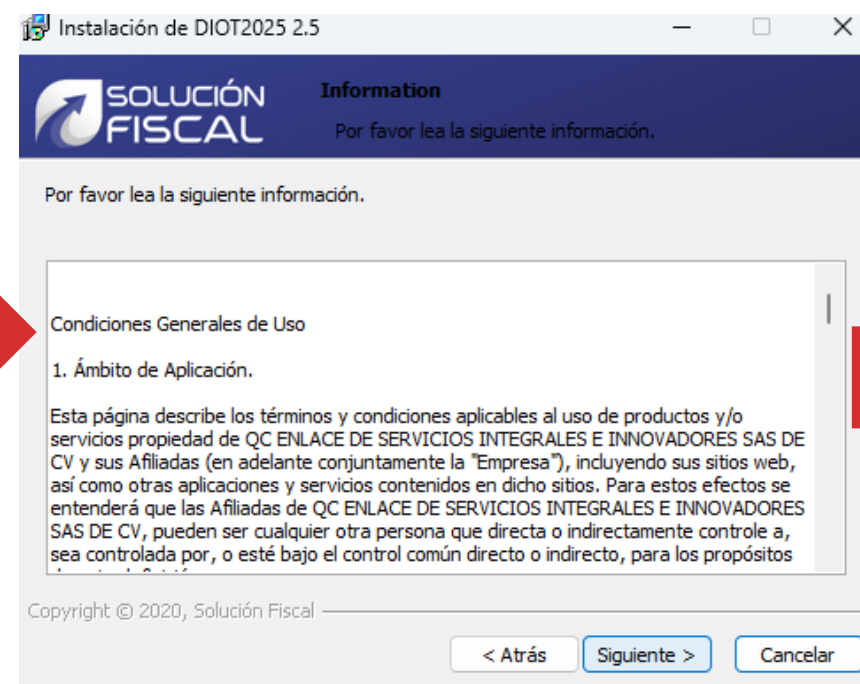 Instalación de DIOT2025 2.5
SOLUCIÓN
FISCAL
Information
Por favor lea la siguiente información.
Por favor lea la siguiente información.
Condiciones Generales de Uso
1. Ámbito de Aplicación.
Esta página describe los términos y condiciones aplicables al uso de productos y/o
servicios propiedad de QC ENLACE DE SERVICIOS INTEGRALES E INNOVADORES SAS DE
CV y sus Afiliadas (en adelante conjuntamente la "Empresa"), incluyendo sus sitios web,
así como otras aplicaciones y servicios contenidos en dicho sitios. Para estos efectos se
entenderá que las Afiliadas de QC ENLACE DE SERVICIOS INTEGRALES E INNOVADORES
SAS DE CV, pueden ser cualquier otra persona que directa o indirectamente controle a,
sea controlada por, o esté bajo el control común directo o indirecto, para los propósitos
Copyright © 2020, Solución Fiscal
< Atrás
Siguiente >
Cancelar